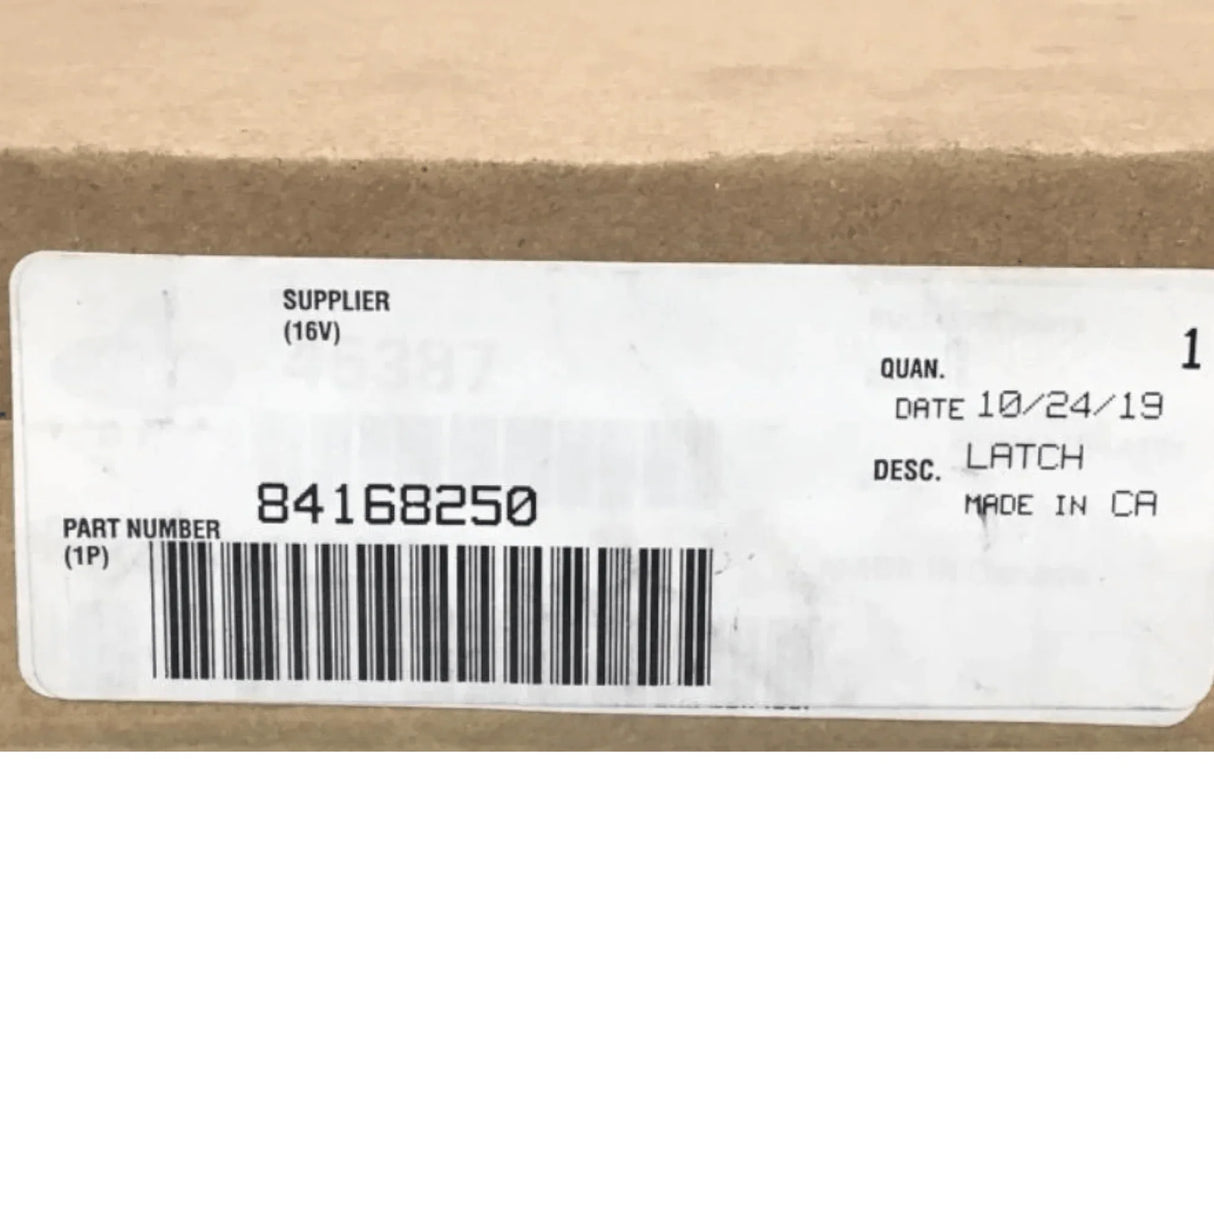 SUPPLIER
(16V)
QUAN. 1
DATE 10/24/19
DESC. LATCH
MADE IN CA
84168250
PART NUMBER
(1P)